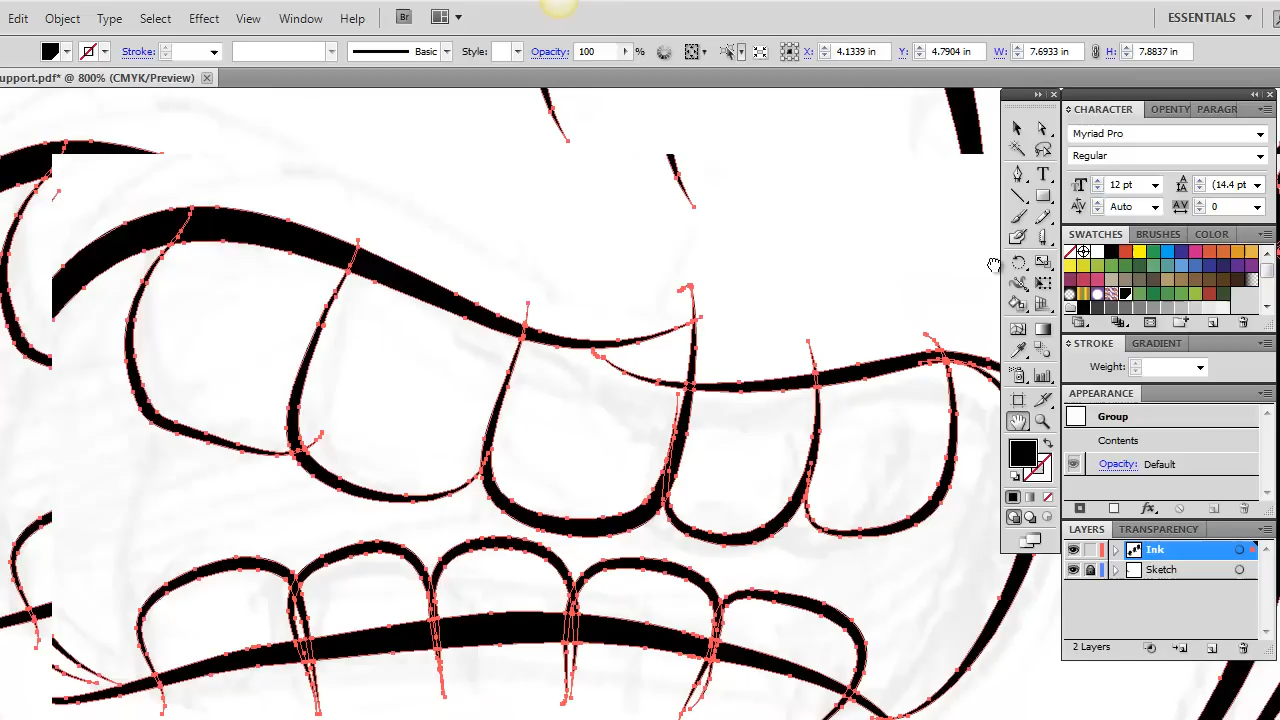 Edit Object Type Select Effect View Window Help Br ESSENTIALS
Stroke: Basic Style: Opacity: 100 % X: 4.1339 in Y: 4.7904 in W: 7.6933 in H: 7.8837 in
upport.pdf* @ 800% (CMYK/Preview)
CHARACTER OPENTY PARAGR
Myriad Pro
Regular
12 pt (14.4 pt
Auto 0
SWATCHES BRUSHES COLOR
STROKE GRADIENT
Weight:
APPEARANCE
Group
Contents
Opacity: Default
LAYERS TRANSPARENCY
Ink
Sketch
2 Layers